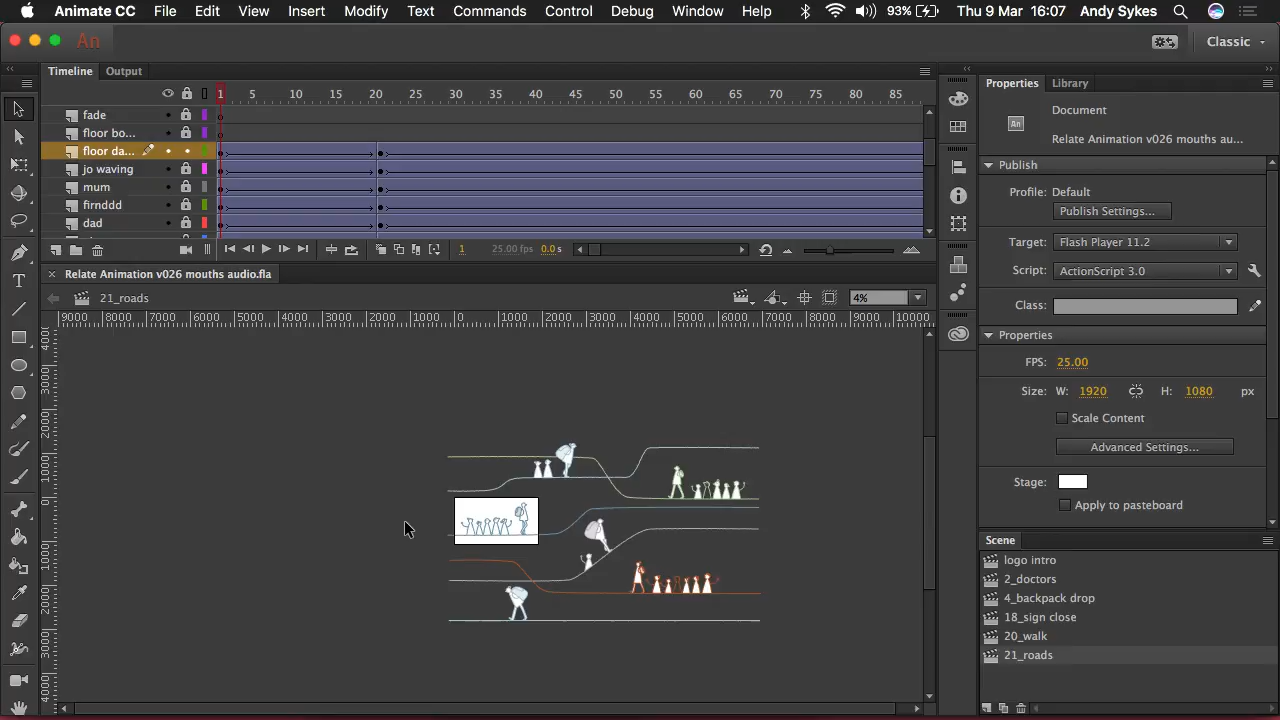 Animate CC File Edit View Insert Modify Text Commands Control Debug Window Help 93% Thu 9 Mar 16:07 Andy Sykes
An Classic
Timeline Output Properties Library
1 5 10 15 20 25 30 35 40 45 50 55 60 65 70 75 80 85
fade
floor bo...
floor da...
jo waving
mum
firnddd
dad
1 25.00 fps 0.0 s
Relate Animation v026 mouths audio.fla
21_roads 4%
9000 8000 7000 6000 5000 4000 3000 2000 1000 0 1000 2000 3000 4000 5000 6000 7000 8000 9000 10000
Document
An Relate Animation v026 mouths au...
Publish
Profile: Default
Publish Settings...
Target: Flash Player 11.2
Script: ActionScript 3.0
Class:
Properties
FPS: 25.00
Size: W: 1920 H: 1080 px
Scale Content
Advanced Settings...
Stage:
Apply to pasteboard
Scene
logo intro
2_doctors
4_backpack drop
18_sign close
20_walk
21_roads